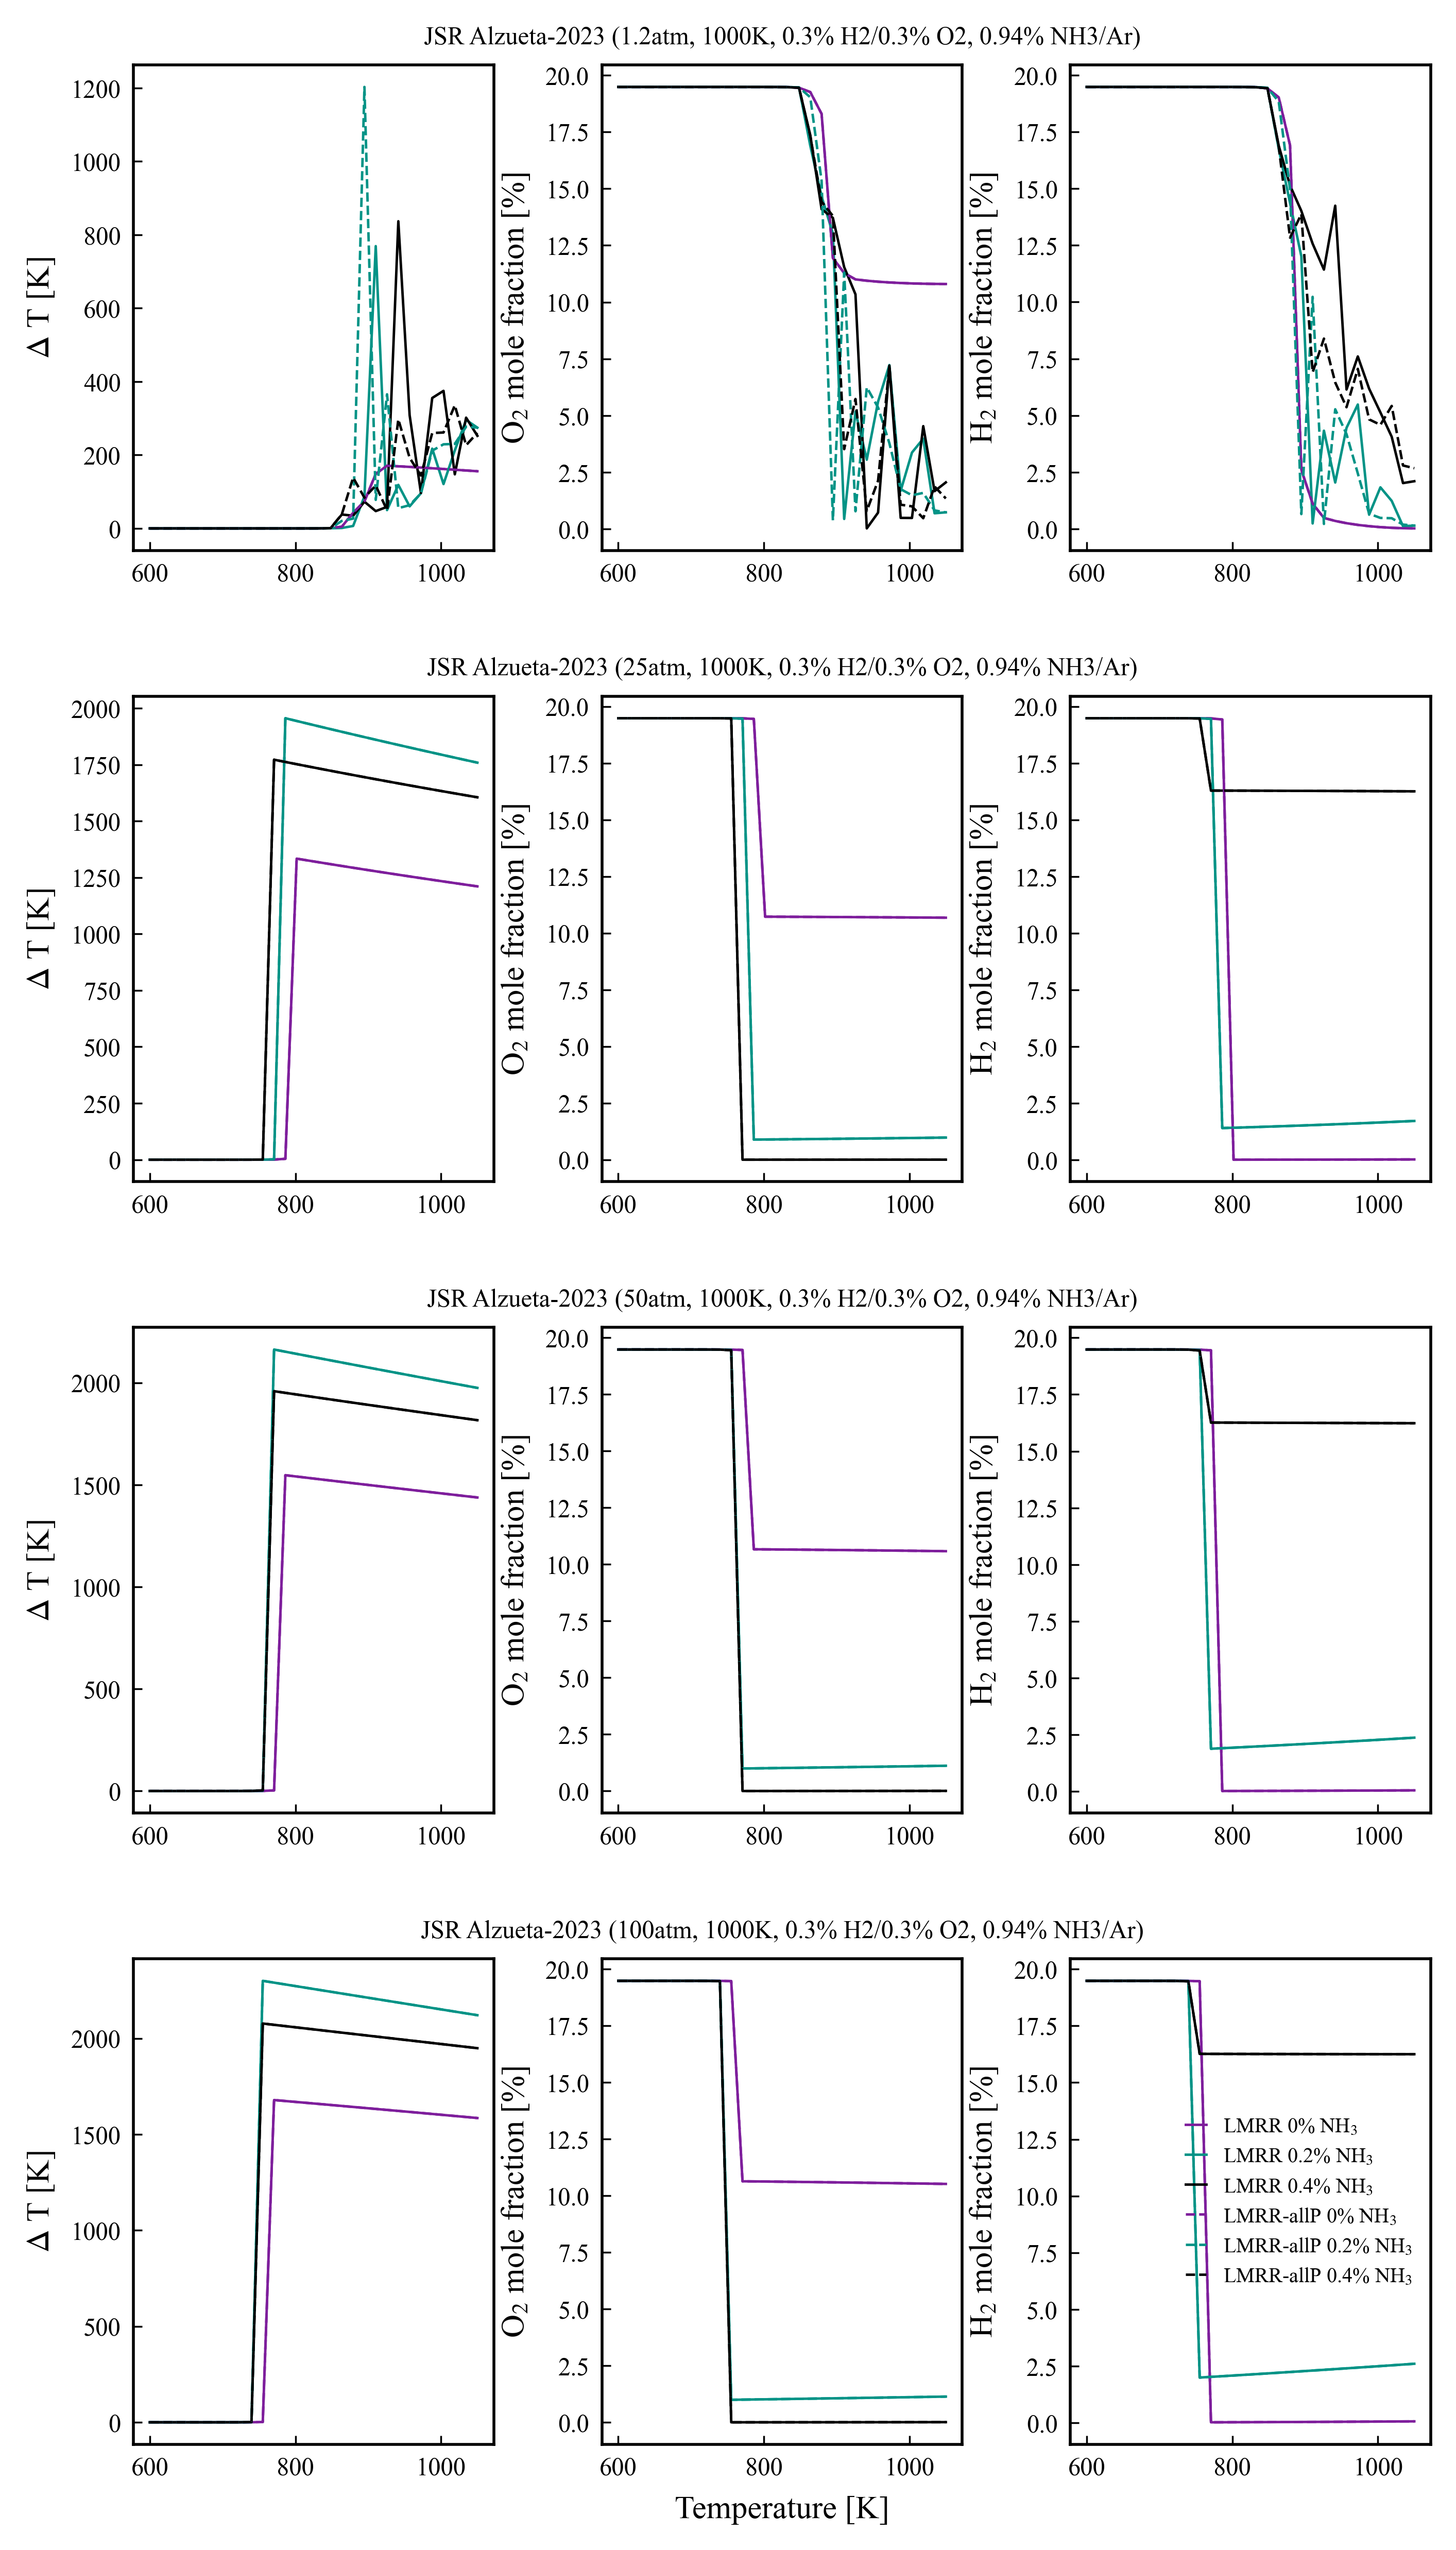 JSR Alzueta-2023 (1.2atm, 1000K, 0.3% H2/0.3% O2, 0.94% NH3/Ar)
Δ T [K]
1200
1000
800
600
400
200
0
600 800 1000
O₂ mole fraction [%]
20.0
17.5
15.0
12.5
10.0
7.5
5.0
2.5
0.0
600 800 1000
H₂ mole fraction [%]
20.0
17.5
15.0
12.5
10.0
7.5
5.0
2.5
0.0
600 800 1000
JSR Alzueta-2023 (25atm, 1000K, 0.3% H2/0.3% O2, 0.94% NH3/Ar)
Δ T [K]
2000
1750
1500
1250
1000
750
500
250
0
600 800 1000
O₂ mole fraction [%]
20.0
17.5
15.0
12.5
10.0
7.5
5.0
2.5
0.0
600 800 1000
H₂ mole fraction [%]
20.0
17.5
15.0
12.5
10.0
7.5
5.0
2.5
0.0
600 800 1000
JSR Alzueta-2023 (50atm, 1000K, 0.3% H2/0.3% O2, 0.94% NH3/Ar)
Δ T [K]
2000
1500
1000
500
0
600 800 1000
O₂ mole fraction [%]
20.0
17.5
15.0
12.5
10.0
7.5
5.0
2.5
0.0
600 800 1000
H₂ mole fraction [%]
20.0
17.5
15.0
12.5
10.0
7.5
5.0
2.5
0.0
600 800 1000
JSR Alzueta-2023 (100atm, 1000K, 0.3% H2/0.3% O2, 0.94% NH3/Ar)
Δ T [K]
2000
1500
1000
500
0
600 800 1000
O₂ mole fraction [%]
20.0
17.5
15.0
12.5
10.0
7.5
5.0
2.5
0.0
600 800 1000
H₂ mole fraction [%]
20.0
17.5
15.0
12.5
10.0
7.5
5.0
2.5
0.0
600 800 1000
LMRR 0% NH₃
LMRR 0.2% NH₃
LMRR 0.4% NH₃
LMRR-allP 0% NH₃
LMRR-allP 0.2% NH₃
LMRR-allP 0.4% NH₃
Temperature [K]